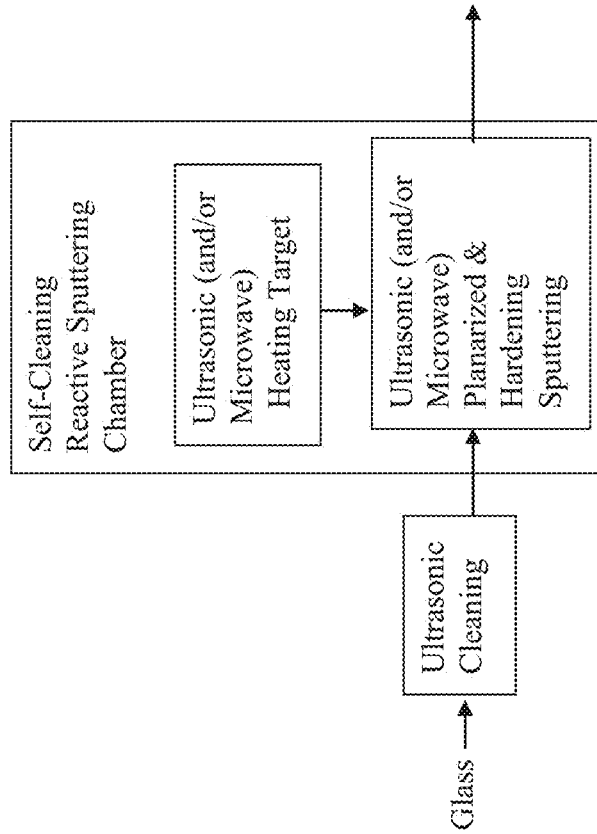 Self-Cleaning
Reactive Sputtering
Chamber
Ultrasonic (and/or
Microwave)
Heating Target
Glass
Ultrasonic
Cleaning
Ultrasonic (and/or
Microwave)
Planarized &
Hardening
Sputtering